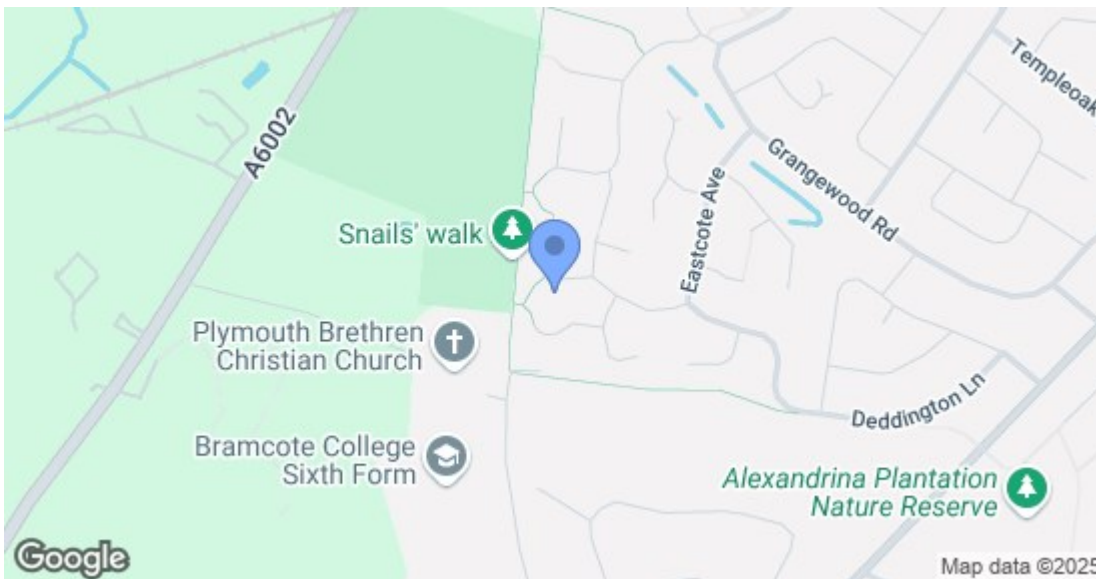 Templeoak
A6002
Grangewood Rd
Snails' walk
Eastcote Ave
Plymouth Brethren
Christian Church
Deddington Ln
Bramcote College
Sixth Form
Alexandrina Plantation
Nature Reserve
Google
Map data ©2025